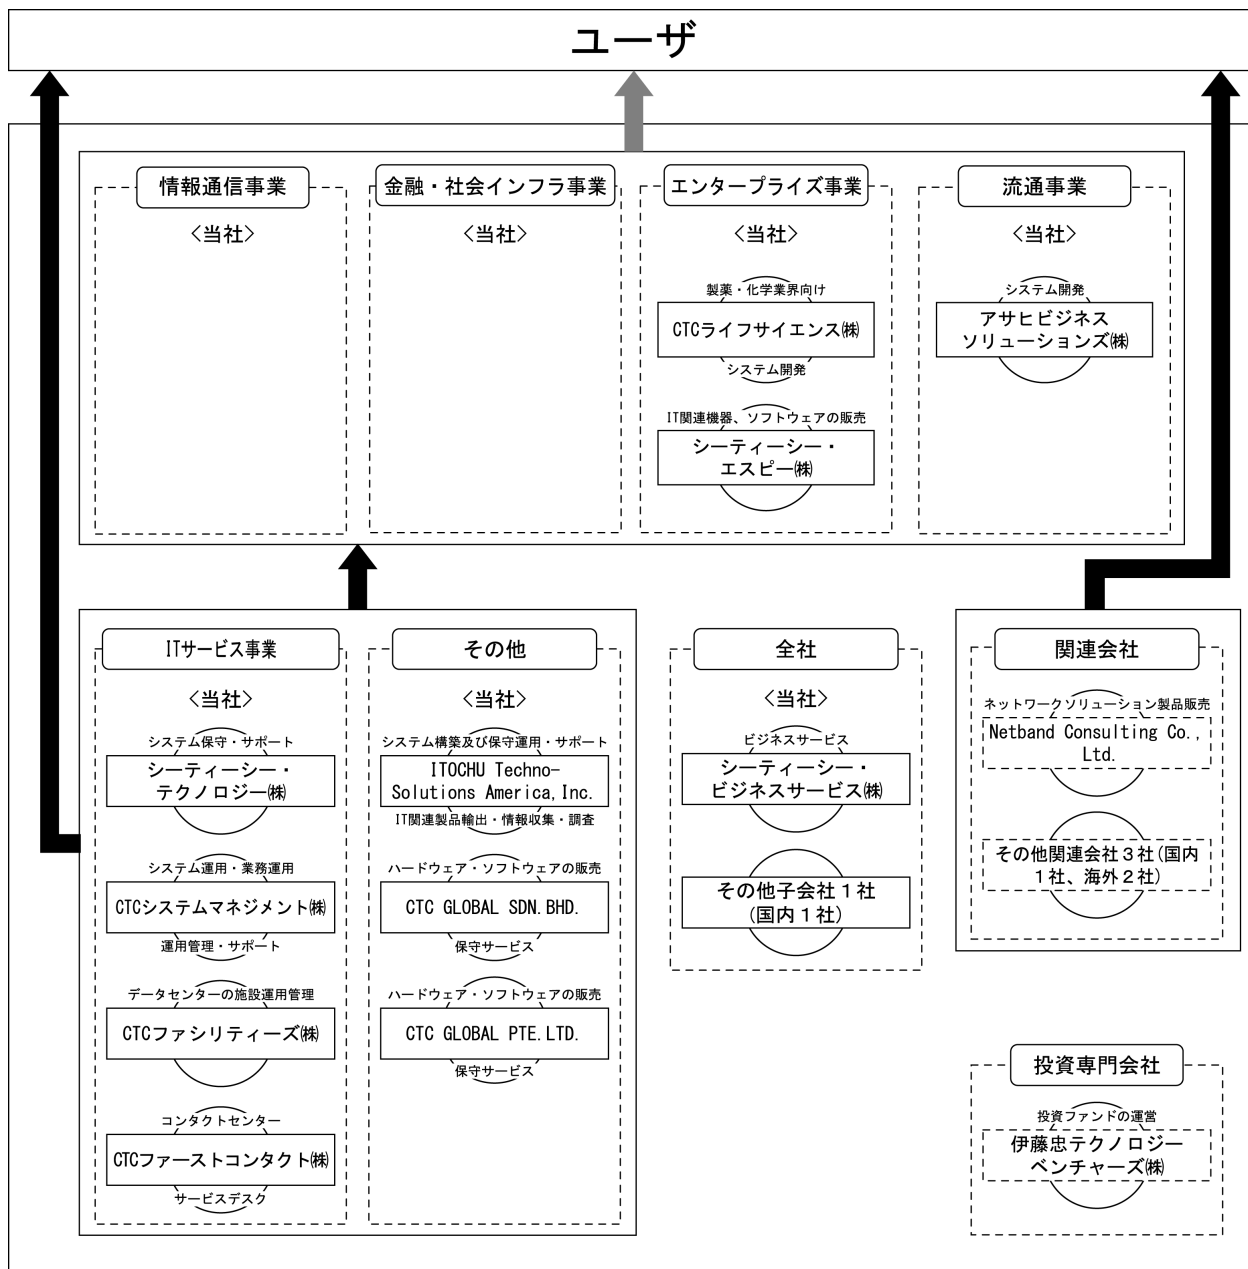 ユーザ
情報通信事業
〈当社〉
金融・社会インフラ事業
〈当社〉
エンタープライズ事業
〈当社〉
製薬・化学業界向け
CTCライフサイエンス㈱
システム開発
IT関連機器、ソフトウェアの販売
シーティーシー・
エスピー㈱
流通事業
〈当社〉
システム開発
アサヒビジネス
ソリューションズ㈱
ITサービス事業
〈当社〉
システム保守・サポート
シーティーシー・
テクノロジー㈱
システム運用・業務運用
CTCシステムマネジメント㈱
運用管理・サポート
データセンターの施設運用管理
CTCファシリティーズ㈱
コンタクトセンター
CTCファーストコンタクト㈱
サービスデスク
その他
〈当社〉
システム構築及び保守運用・サポート
ITOCHU Techno-
Solutions America,Inc.
IT関連製品輸出・情報収集・調査
ハードウェア・ソフトウェアの販売
CTC GLOBAL SDN.BHD.
保守サービス
ハードウェア・ソフトウェアの販売
CTC GLOBAL PTE.LTD.
保守サービス
全社
〈当社〉
ビジネスサービス
シーティーシー・
ビジネスサービス㈱
その他子会社１社
(国内１社)
関連会社
ネットワークソリューション製品販売
Netband Consulting Co.,
Ltd.
その他関連会社３社(国内
１社、海外２社)
投資専門会社
投資ファンドの運営
伊藤忠テクノロジー
ベンチャーズ㈱